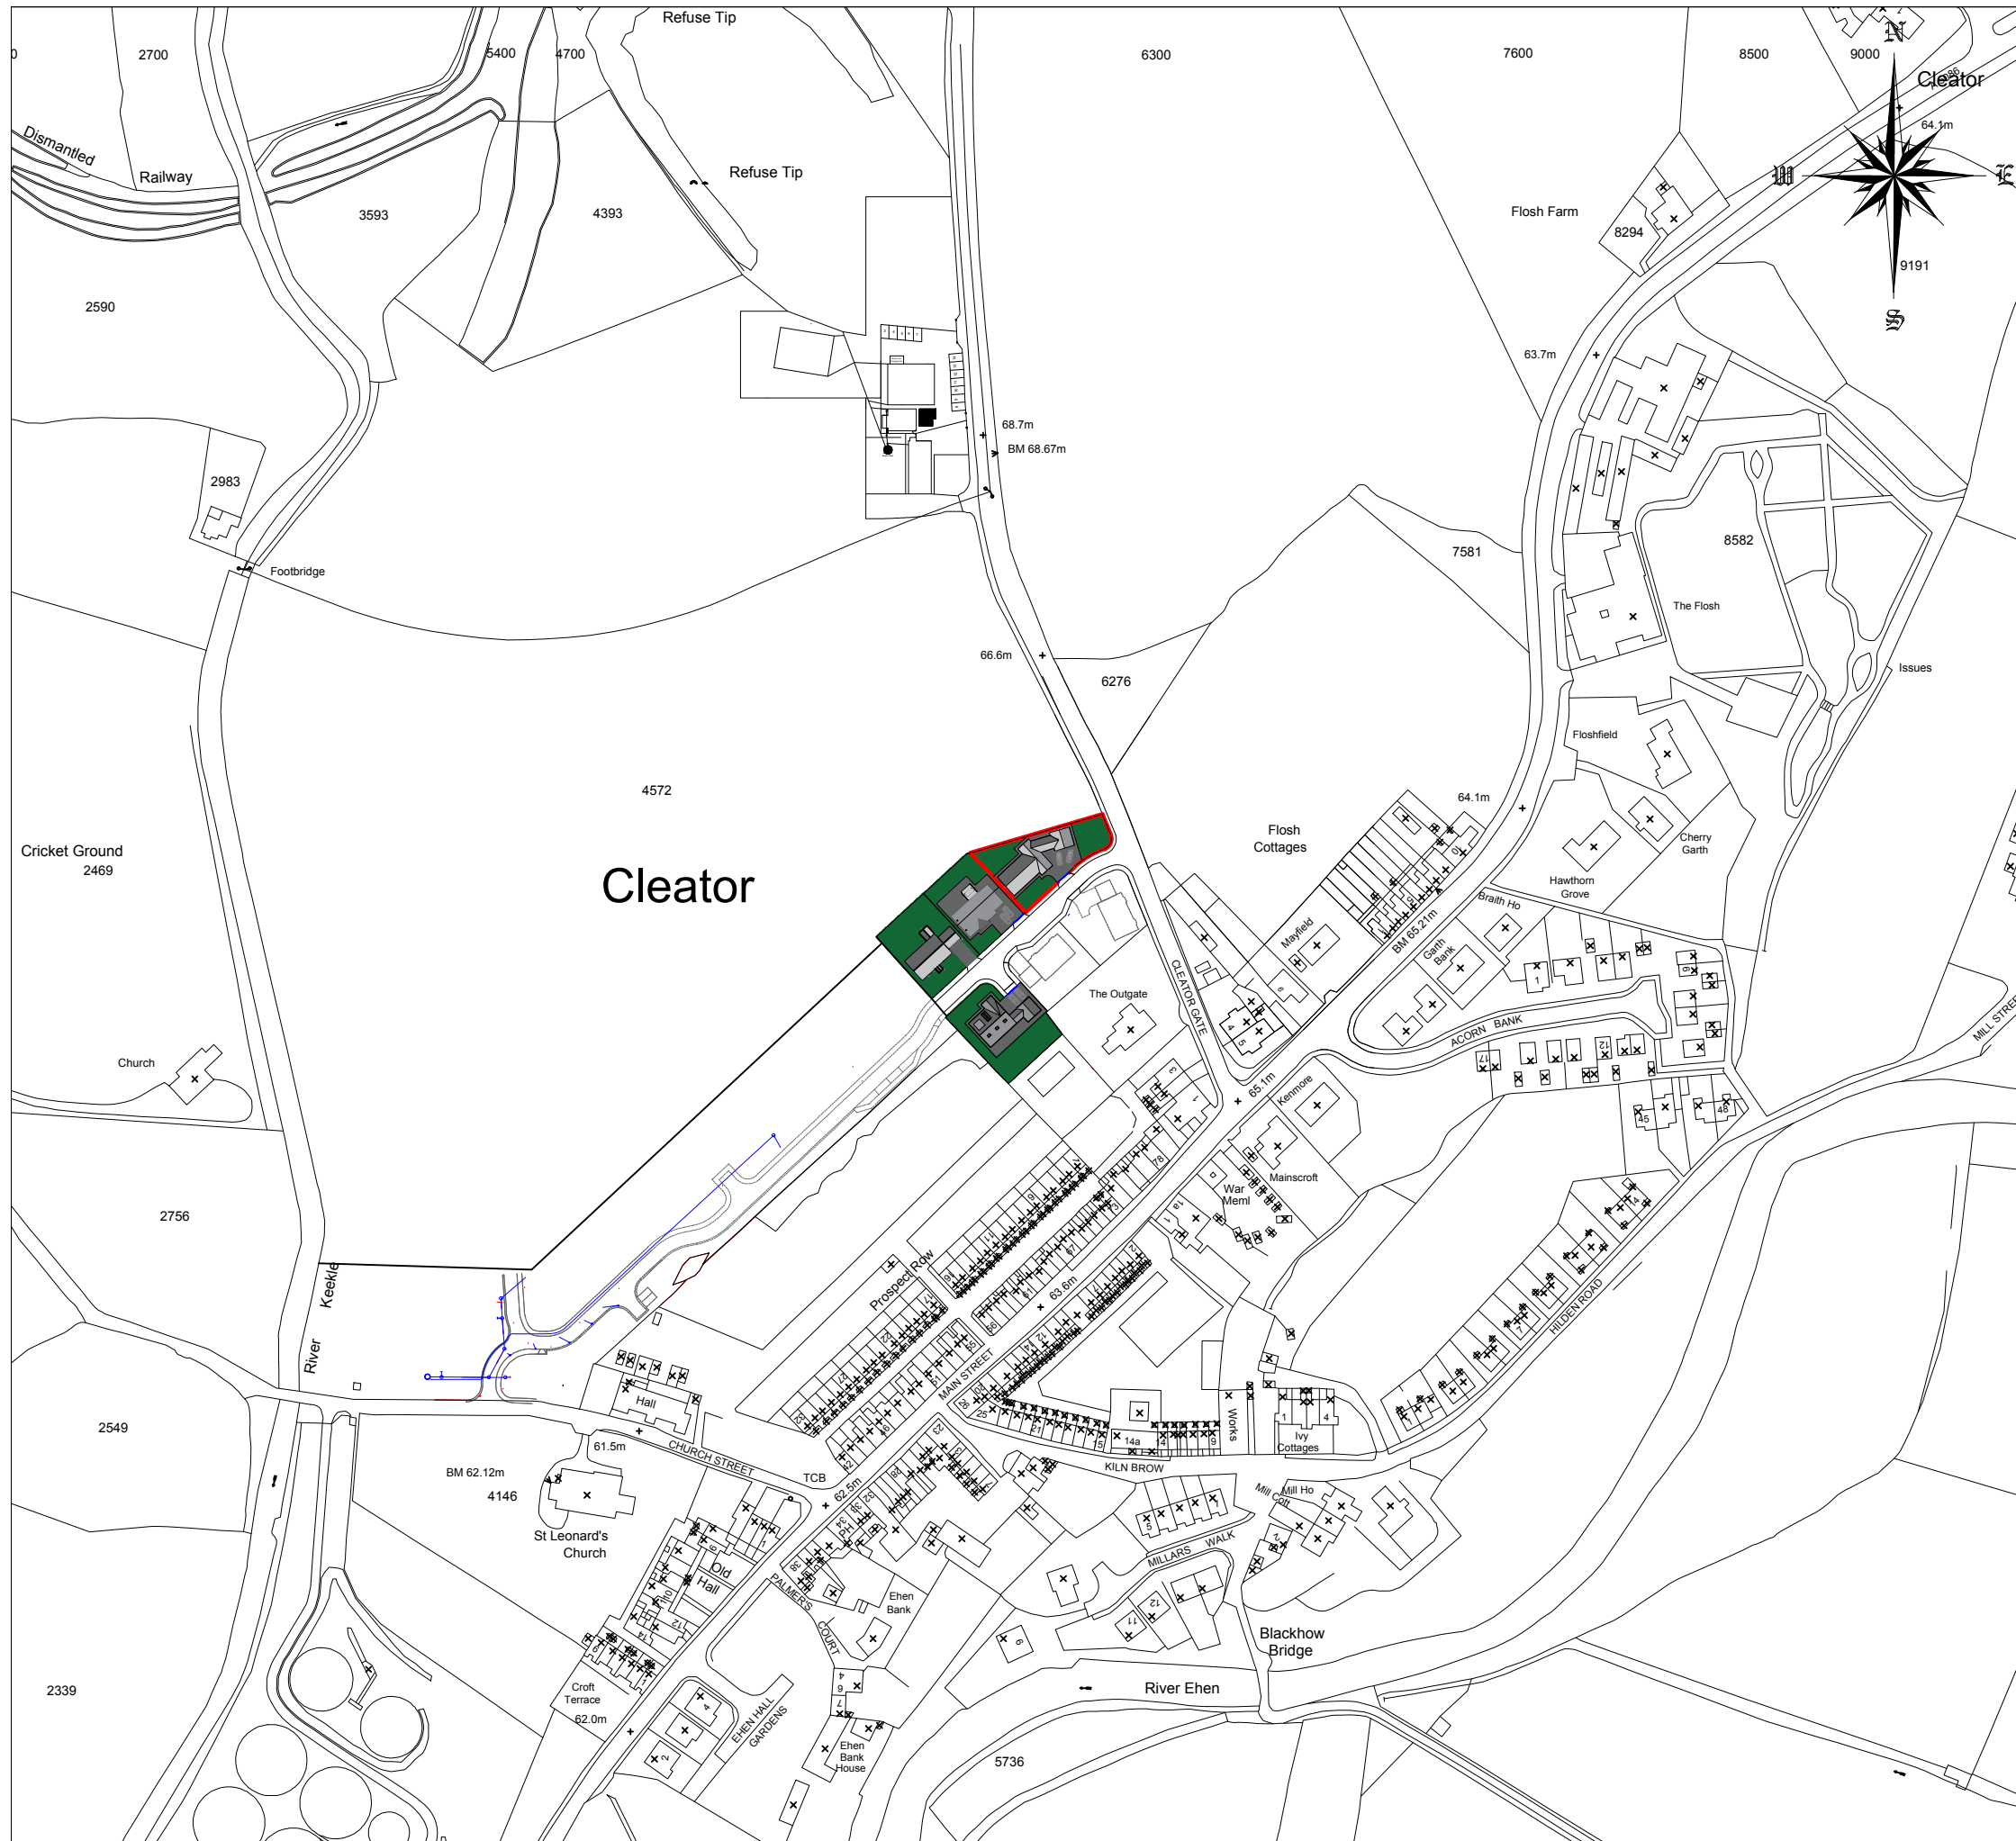 Refuse Tip
2700
5400
4700
6300
7600
8500
9000
N
Cleator
64.1m
Dismantled
Railway
Refuse Tip
W
E
3593
4393
Flosh Farm
8294
9191
2590
S
63.7m
68.7m
BM 68.67m
2983
7581
8582
Footbridge
The Flosh
66.6m
6276
Issues
Floshfield
4572
64.1m
Flosh
Cottages
Cherry
Garth
Cricket Ground
2469
Cleator
Hawthorn
Grove
Braith Ho
BM 65.21m
Mayfield
Garth
Bank
The Outgate
CLEATOR GATE
ACORN BANK
MILL STREET
Church
65.1m
Kenmore
45
48
Mainscroft
War
Meml
2756
Keekle
River
Prospect Row
63.6m
HILDEN ROAD
MAIN STREET
2549
Hall
61.5m
CHURCH STREET
TCB
62.5m
KILN BROW
14a
Works
Ivy
Cottages
BM 62.12m
4146
St Leonard's
Church
Mill Cott
Mill Ho
MILLARS WALK
Old
Hall
PH
PALMER'S
COURT
Ehen
Bank
Blackhow
Bridge
2339
Croft
Terrace
62.0m
EHEN HALL
GARDENS
River Ehen
Ehen
Bank
House
5736